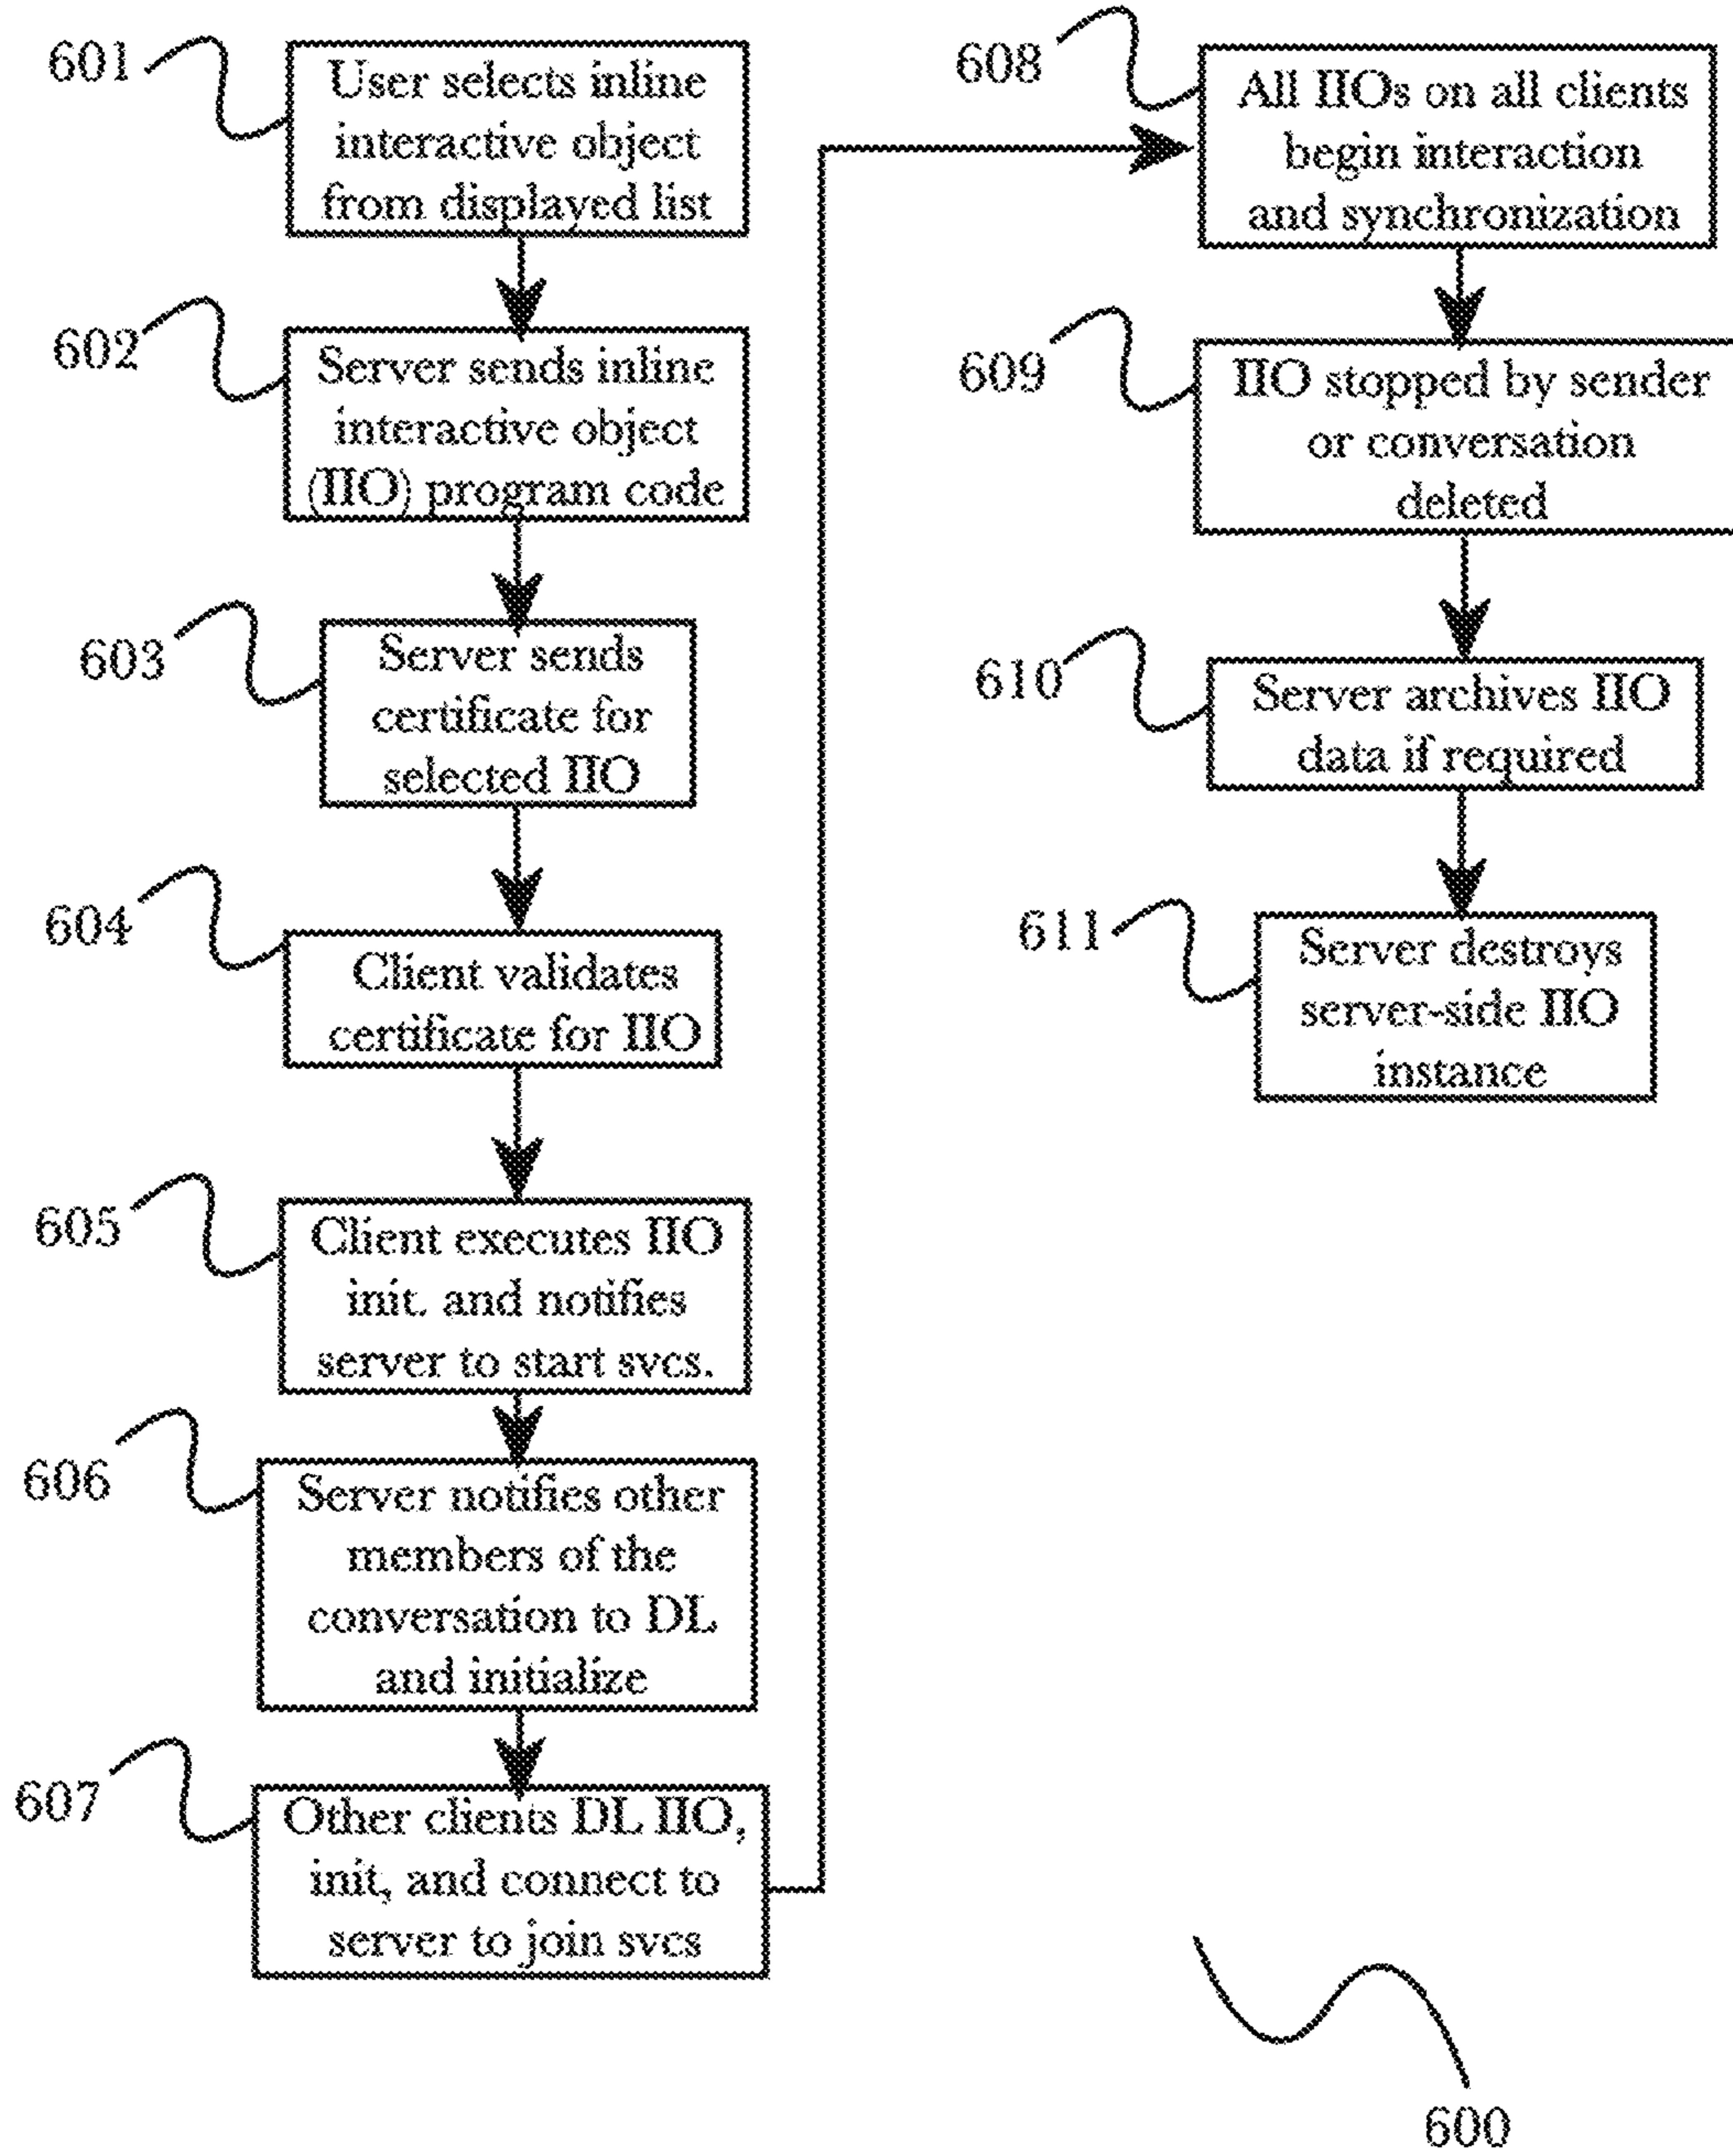 601
User selects inline
interactive object
from displayed list
602
Server sends inline
interactive object
(IIO) program code
603
Server sends
certificate for
selected IIO
604
Client validates
certificate for IIO
605
Client executes IIO
init. and notifies
server to start svcs.
606
Server notifies other
members of the
conversation to DL
and initialize
607
Other clients DL IIO,
init, and connect to
server to join svcs
608
All IIOs on all clients
begin interaction
and synchronization
609
IIO stopped by sender
or conversation
deleted
610
Server archives IIO
data if required
611
Server destroys
server-side IIO
instance
600